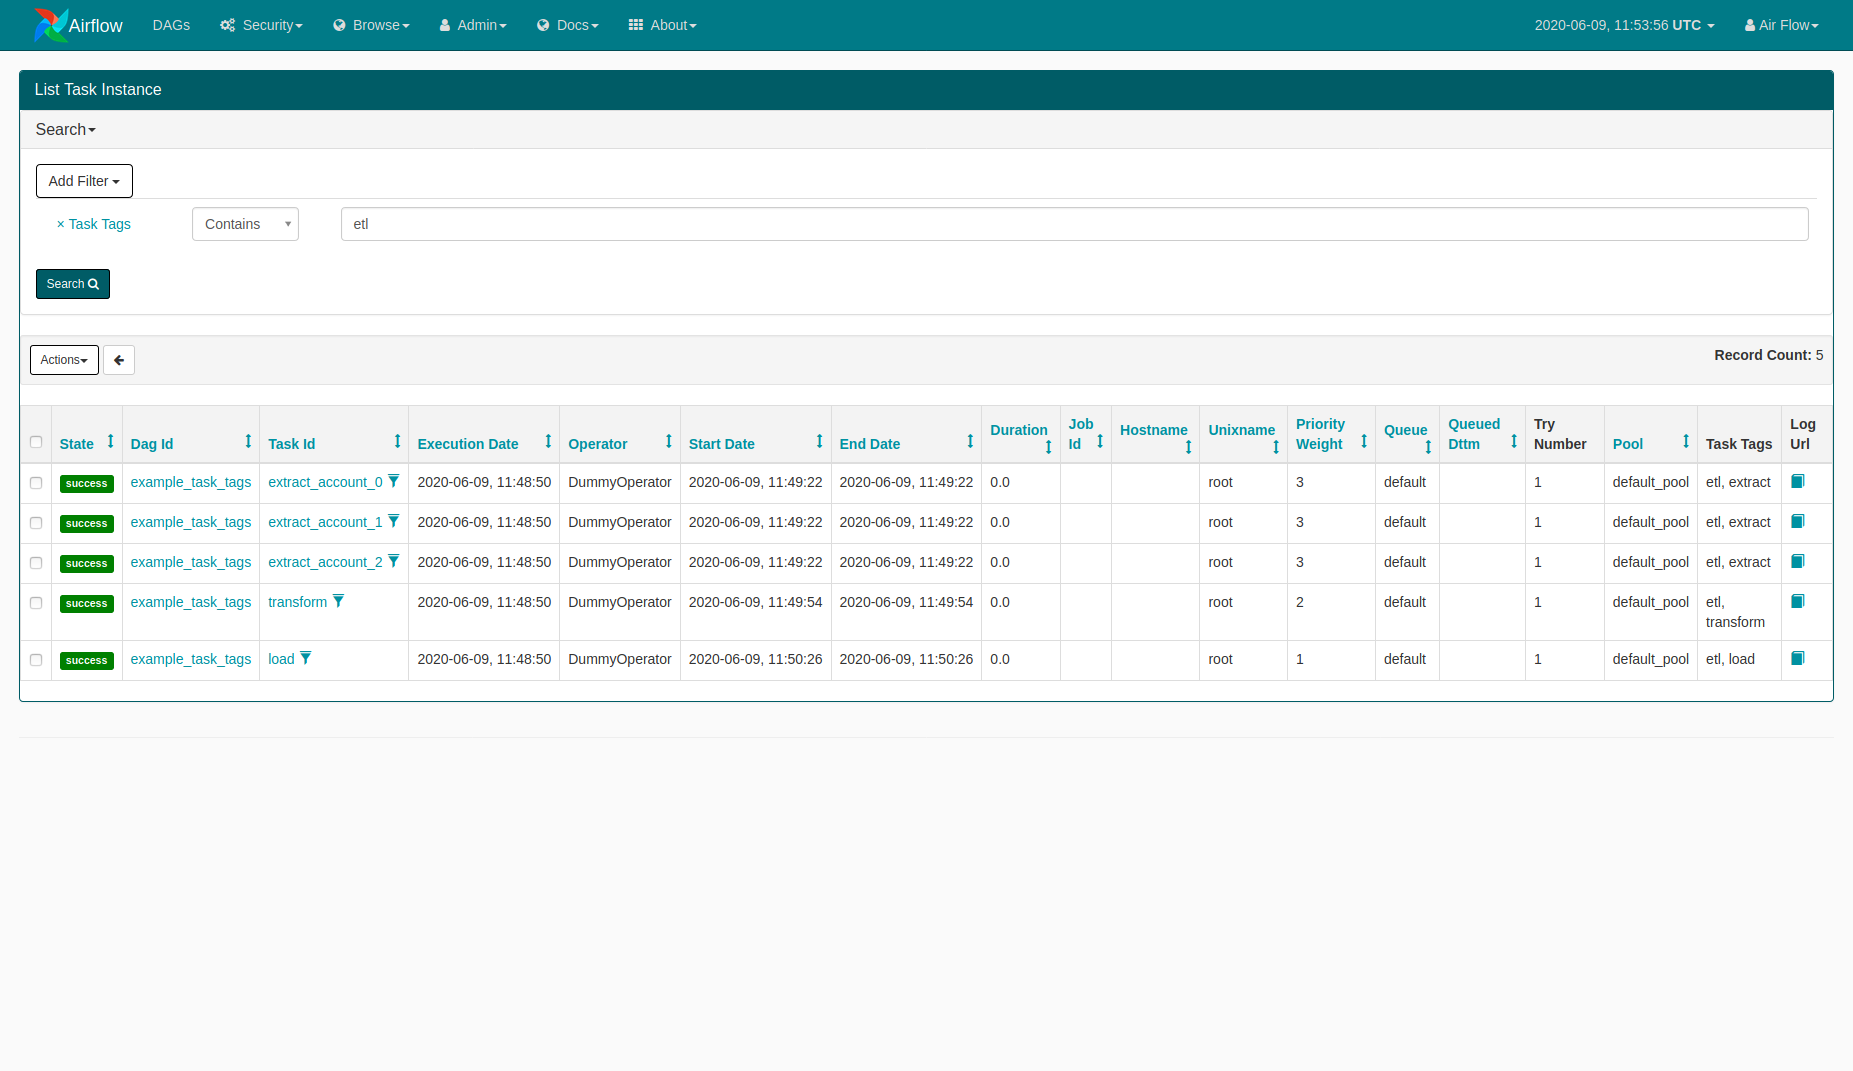 Airflow DAGs Security Browse Admin Docs About 2020-06-09, 11:53:56 UTC Air Flow
List Task Instance
Search
Add Filter
× Task Tags Contains etl
Search
Actions Record Count: 5
State Dag Id Task Id Execution Date Operator Start Date End Date Duration Job Id Hostname Unixname Priority Weight Queue Queued Dttm Try Number Pool Task Tags Log Url
success example_task_tags extract_account_0 2020-06-09, 11:48:50 DummyOperator 2020-06-09, 11:49:22 2020-06-09, 11:49:22 0.0 root 3 default 1 default_pool etl, extract
success example_task_tags extract_account_1 2020-06-09, 11:48:50 DummyOperator 2020-06-09, 11:49:22 2020-06-09, 11:49:22 0.0 root 3 default 1 default_pool etl, extract
success example_task_tags extract_account_2 2020-06-09, 11:48:50 DummyOperator 2020-06-09, 11:49:22 2020-06-09, 11:49:22 0.0 root 3 default 1 default_pool etl, extract
success example_task_tags transform 2020-06-09, 11:48:50 DummyOperator 2020-06-09, 11:49:54 2020-06-09, 11:49:54 0.0 root 2 default 1 default_pool etl, transform
success example_task_tags load 2020-06-09, 11:48:50 DummyOperator 2020-06-09, 11:50:26 2020-06-09, 11:50:26 0.0 root 1 default 1 default_pool etl, load